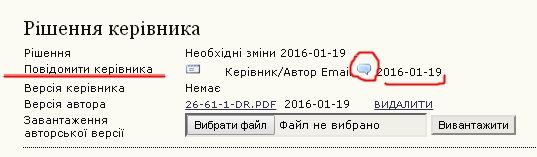 Рішення керівника
Рішення Необхідні зміни 2016-01-19
Повідомити керівника Керівник/Автор Email 2016-01-19
Версія керівника Немає
Версія автора 26-61-1-DR.PDF 2016-01-19 ВИДАЛИТИ
Завантаження авторської версії Вибрати файл Файл не вибрано Вивантажити